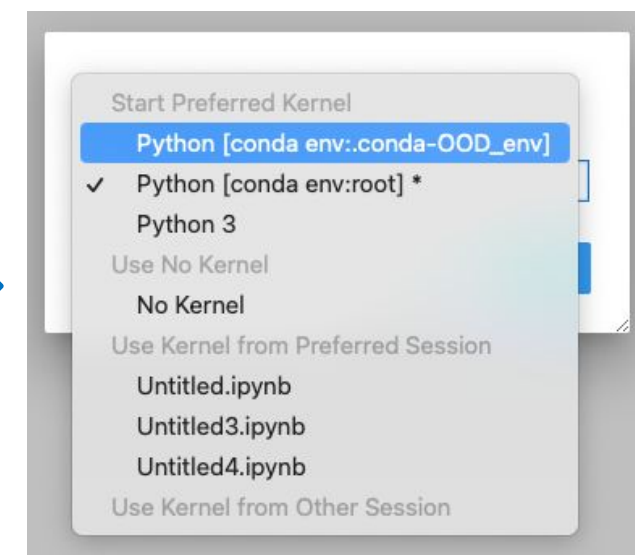 Start Preferred Kernel
Python [conda env:.conda-OOD_env]
✓ Python [conda env:root] *
Python 3
Use No Kernel
No Kernel
Use Kernel from Preferred Session
Untitled.ipynb
Untitled3.ipynb
Untitled4.ipynb
Use Kernel from Other Session